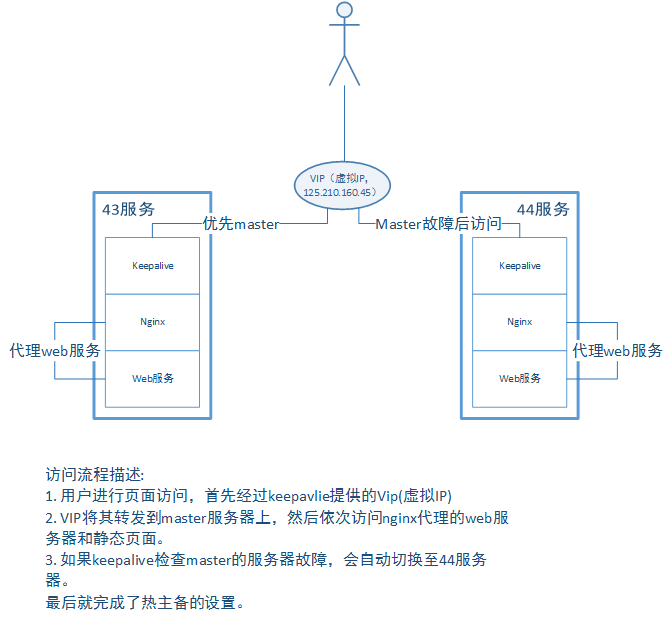 VIP（虚拟IP，
125.210.160.45）
43服务
44服务
优先master
Master故障后访问
Keepalive
Keepalive
Nginx
Nginx
代理web服务
代理web服务
Web服务
Web服务
访问流程描述:
1. 用户进行页面访问，首先经过keepavlie提供的Vip(虚拟IP)
2. VIP将其转发到master服务器上，然后依次访问nginx代理的web服
务器和静态页面。
3. 如果keepalive检查master的服务器故障，会自动切换至44服务
器。
最后就完成了热主备的设置。